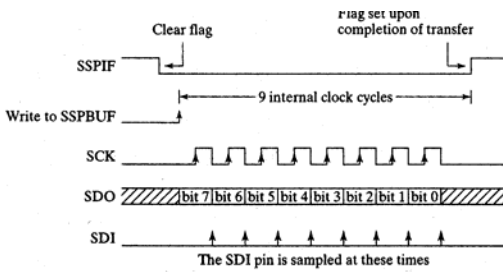 Clear flag
Flag set upon
completion of transfer
SSPIF
9 internal clock cycles
Write to SSPBUF
SCK
SDO
bit 7 bit 6 bit 5 bit 4 bit 3 bit 2 bit 1 bit 0
SDI
The SDI pin is sampled at these times